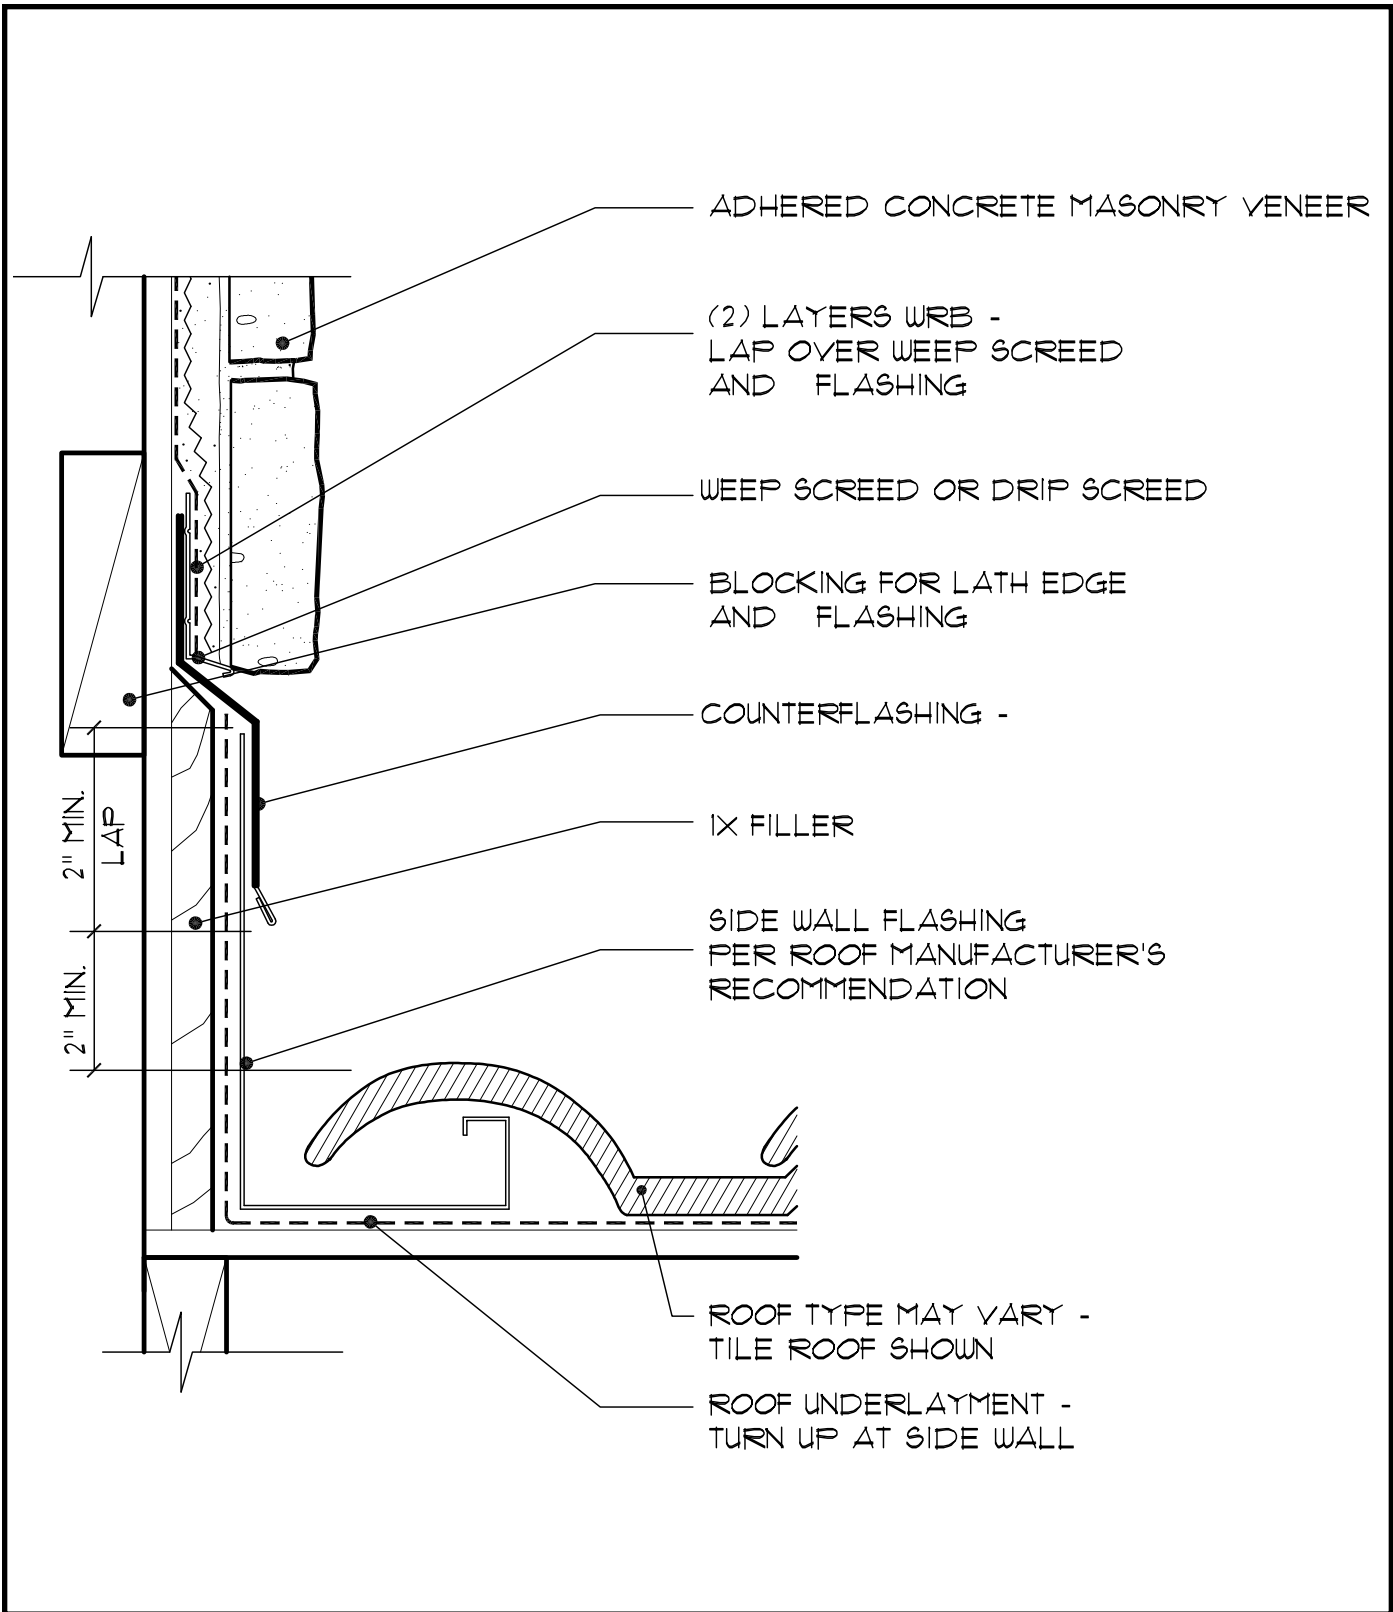 ADHERED CONCRETE MASONRY VENEER
(2) LAYERS WRB -
LAP OVER WEEP SCREED
AND FLASHING
WEEP SCREED OR DRIP SCREED
BLOCKING FOR LATH EDGE
AND FLASHING
COUNTERFLASHING -
1X FILLER
SIDE WALL FLASHING
PER ROOF MANUFACTURER'S
RECOMMENDATION
2" MIN.
LAP
2" MIN.
ROOF TYPE MAY VARY -
TILE ROOF SHOWN
ROOF UNDERLAYMENT -
TURN UP AT SIDE WALL